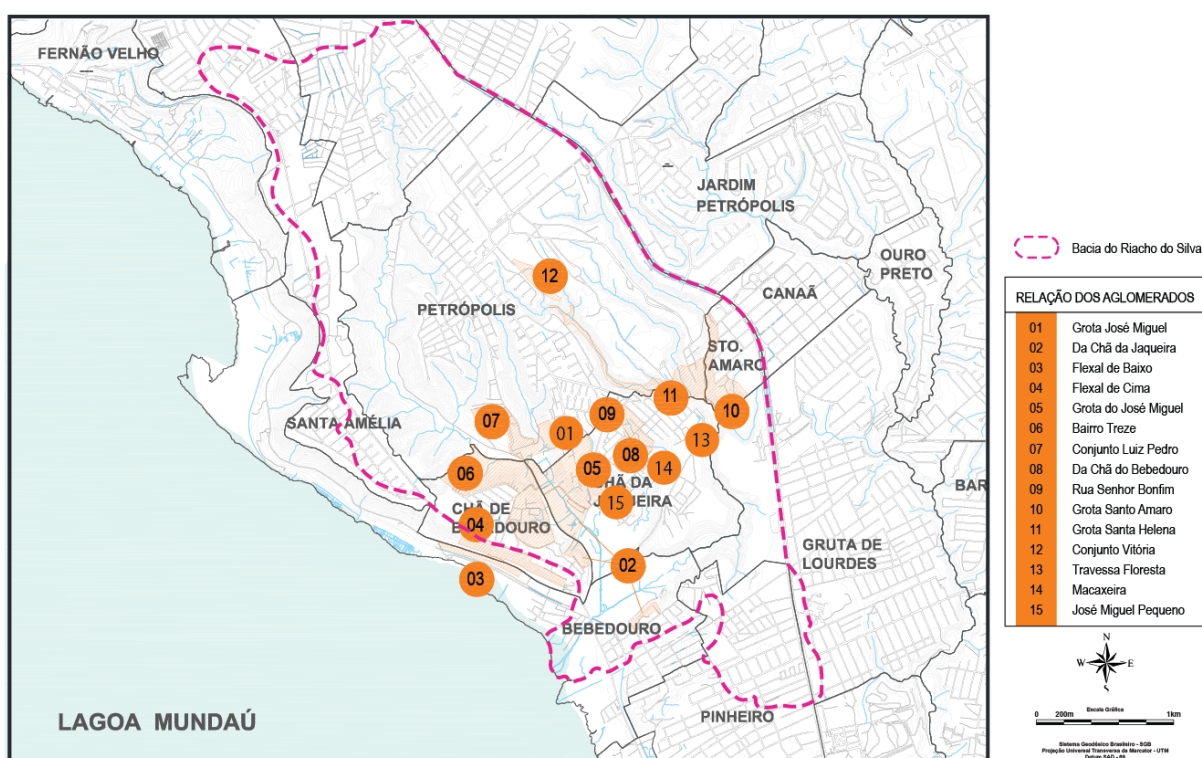 FERNÃO VELHO
JARDIM
PETRÓPOLIS
OURO
PRETO
CANAÃ
12
PETRÓPOLIS
STO.
AMARO
11
10
09
SANTA AMÉLIA
07
01
13
08
06
05
14
CHÃ DA
JAQUEIRA
15
BAR
CHÃ DE
BEBEDOURO
04
GRUTA DE
LOURDES
02
03
BEBEDOURO
PINHEIRO
LAGOA MUNDAÚ
Bacia do Riacho do Silva
RELAÇÃO DOS AGLOMERADOS
01 Grota José Miguel
02 Da Chã da Jaqueira
03 Flexal de Baixo
04 Flexal de Cima
05 Grota do José Miguel
06 Bairro Treze
07 Conjunto Luiz Pedro
08 Da Chã do Bebedouro
09 Rua Senhor Bonfim
10 Grota Santo Amaro
11 Grota Santa Helena
12 Conjunto Vitória
13 Travessa Floresta
14 Macaxeira
15 José Miguel Pequeno
N
W E
S
Escala Gráfica
0 200m 1km
Sistema Geodésico Brasileiro - SGB
Projeção Universal Transversa de Mercator - UTM
Datum SAD - 69